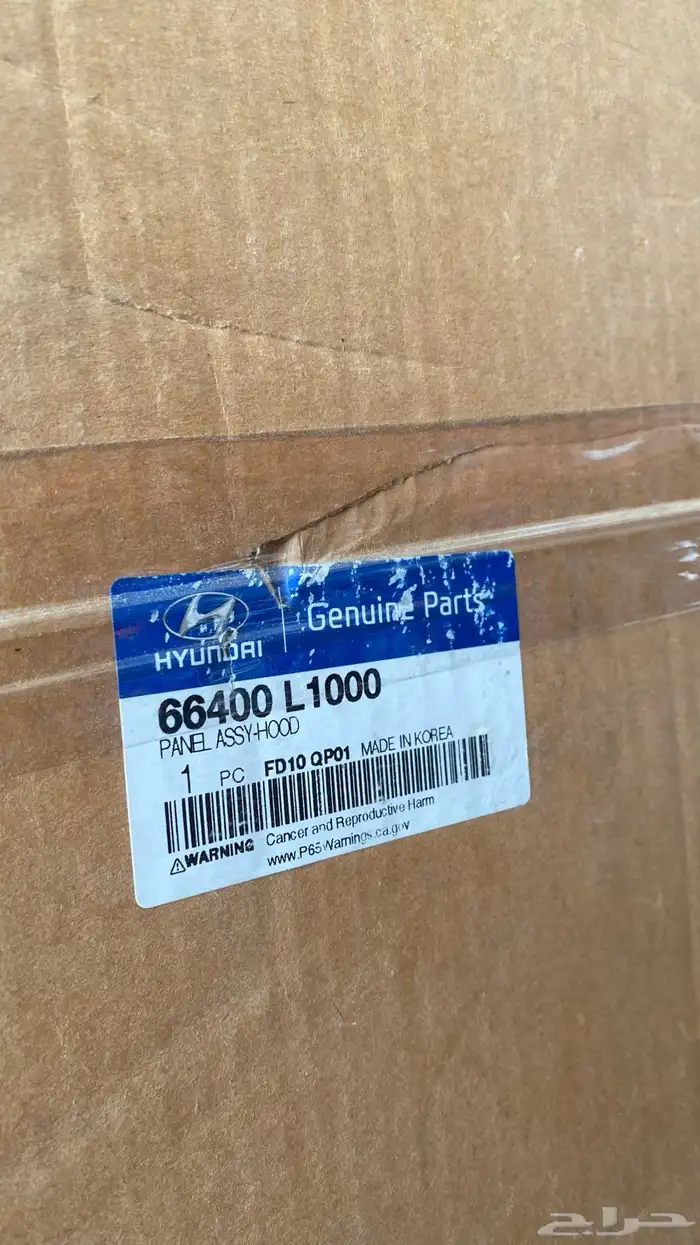 HYUNDAI
Genuine Parts
66400 L1000
PANEL ASSY-HOOD
1 PC FD10 QP01 MADE IN KOREA
WARNING Cancer and Reproductive Harm
www.P65Warnings.ca.gov
حراج